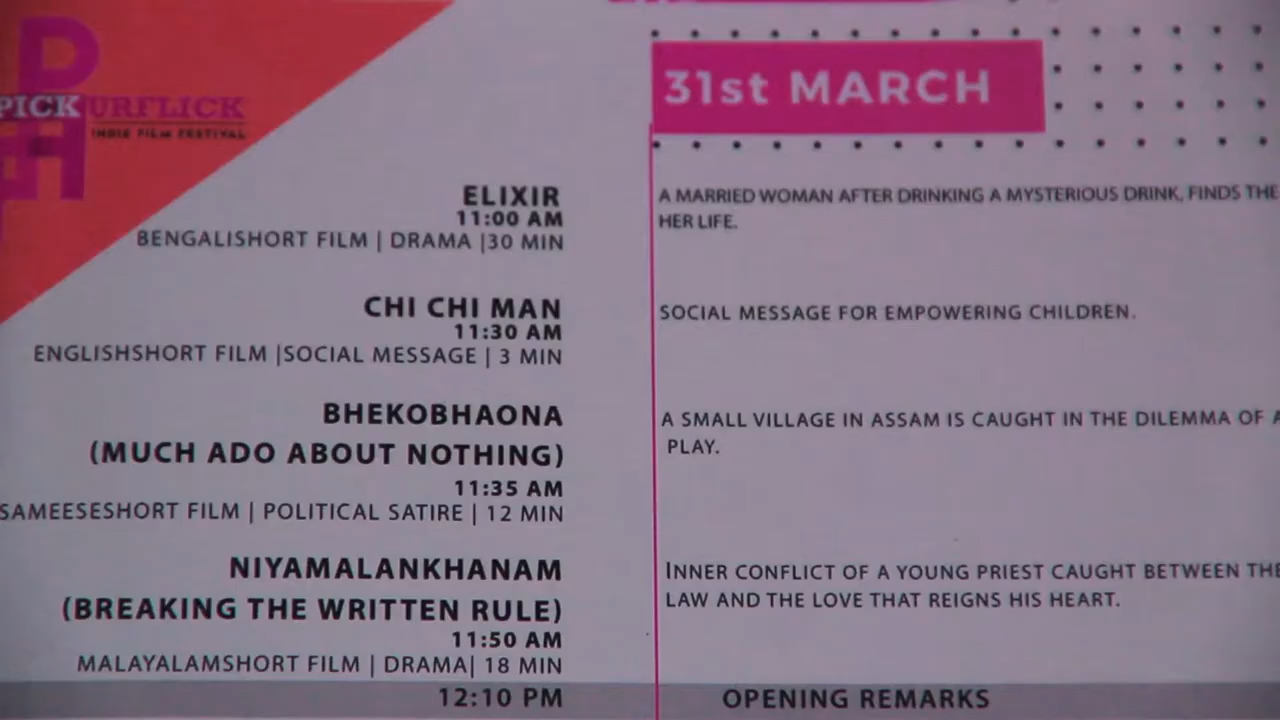 PICKURFLICK
INDIE FILM FESTIVAL
31st MARCH
ELIXIR
11:00 AM
BENGALISHORT FILM | DRAMA |30 MIN
A MARRIED WOMAN AFTER DRINKING A MYSTERIOUS DRINK, FINDS THE
HER LIFE.
CHI CHI MAN
11:30 AM
ENGLISHSHORT FILM |SOCIAL MESSAGE | 3 MIN
SOCIAL MESSAGE FOR EMPOWERING CHILDREN.
BHEKOBHAONA
(MUCH ADO ABOUT NOTHING)
11:35 AM
SAMEESESHORT FILM | POLITICAL SATIRE | 12 MIN
A SMALL VILLAGE IN ASSAM IS CAUGHT IN THE DILEMMA OF A
PLAY.
NIYAMALANKHANAM
(BREAKING THE WRITTEN RULE)
11:50 AM
MALAYALAMSHORT FILM | DRAMA| 18 MIN
INNER CONFLICT OF A YOUNG PRIEST CAUGHT BETWEEN THE
LAW AND THE LOVE THAT REIGNS HIS HEART.
12:10 PM
OPENING REMARKS